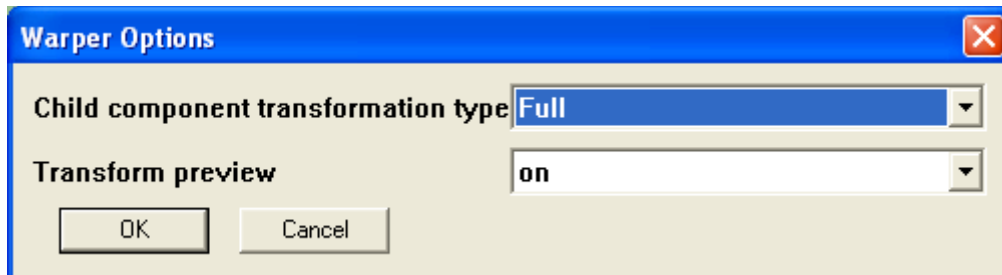 Warper Options
Child component transformation type Full
Transform preview on
OK Cancel